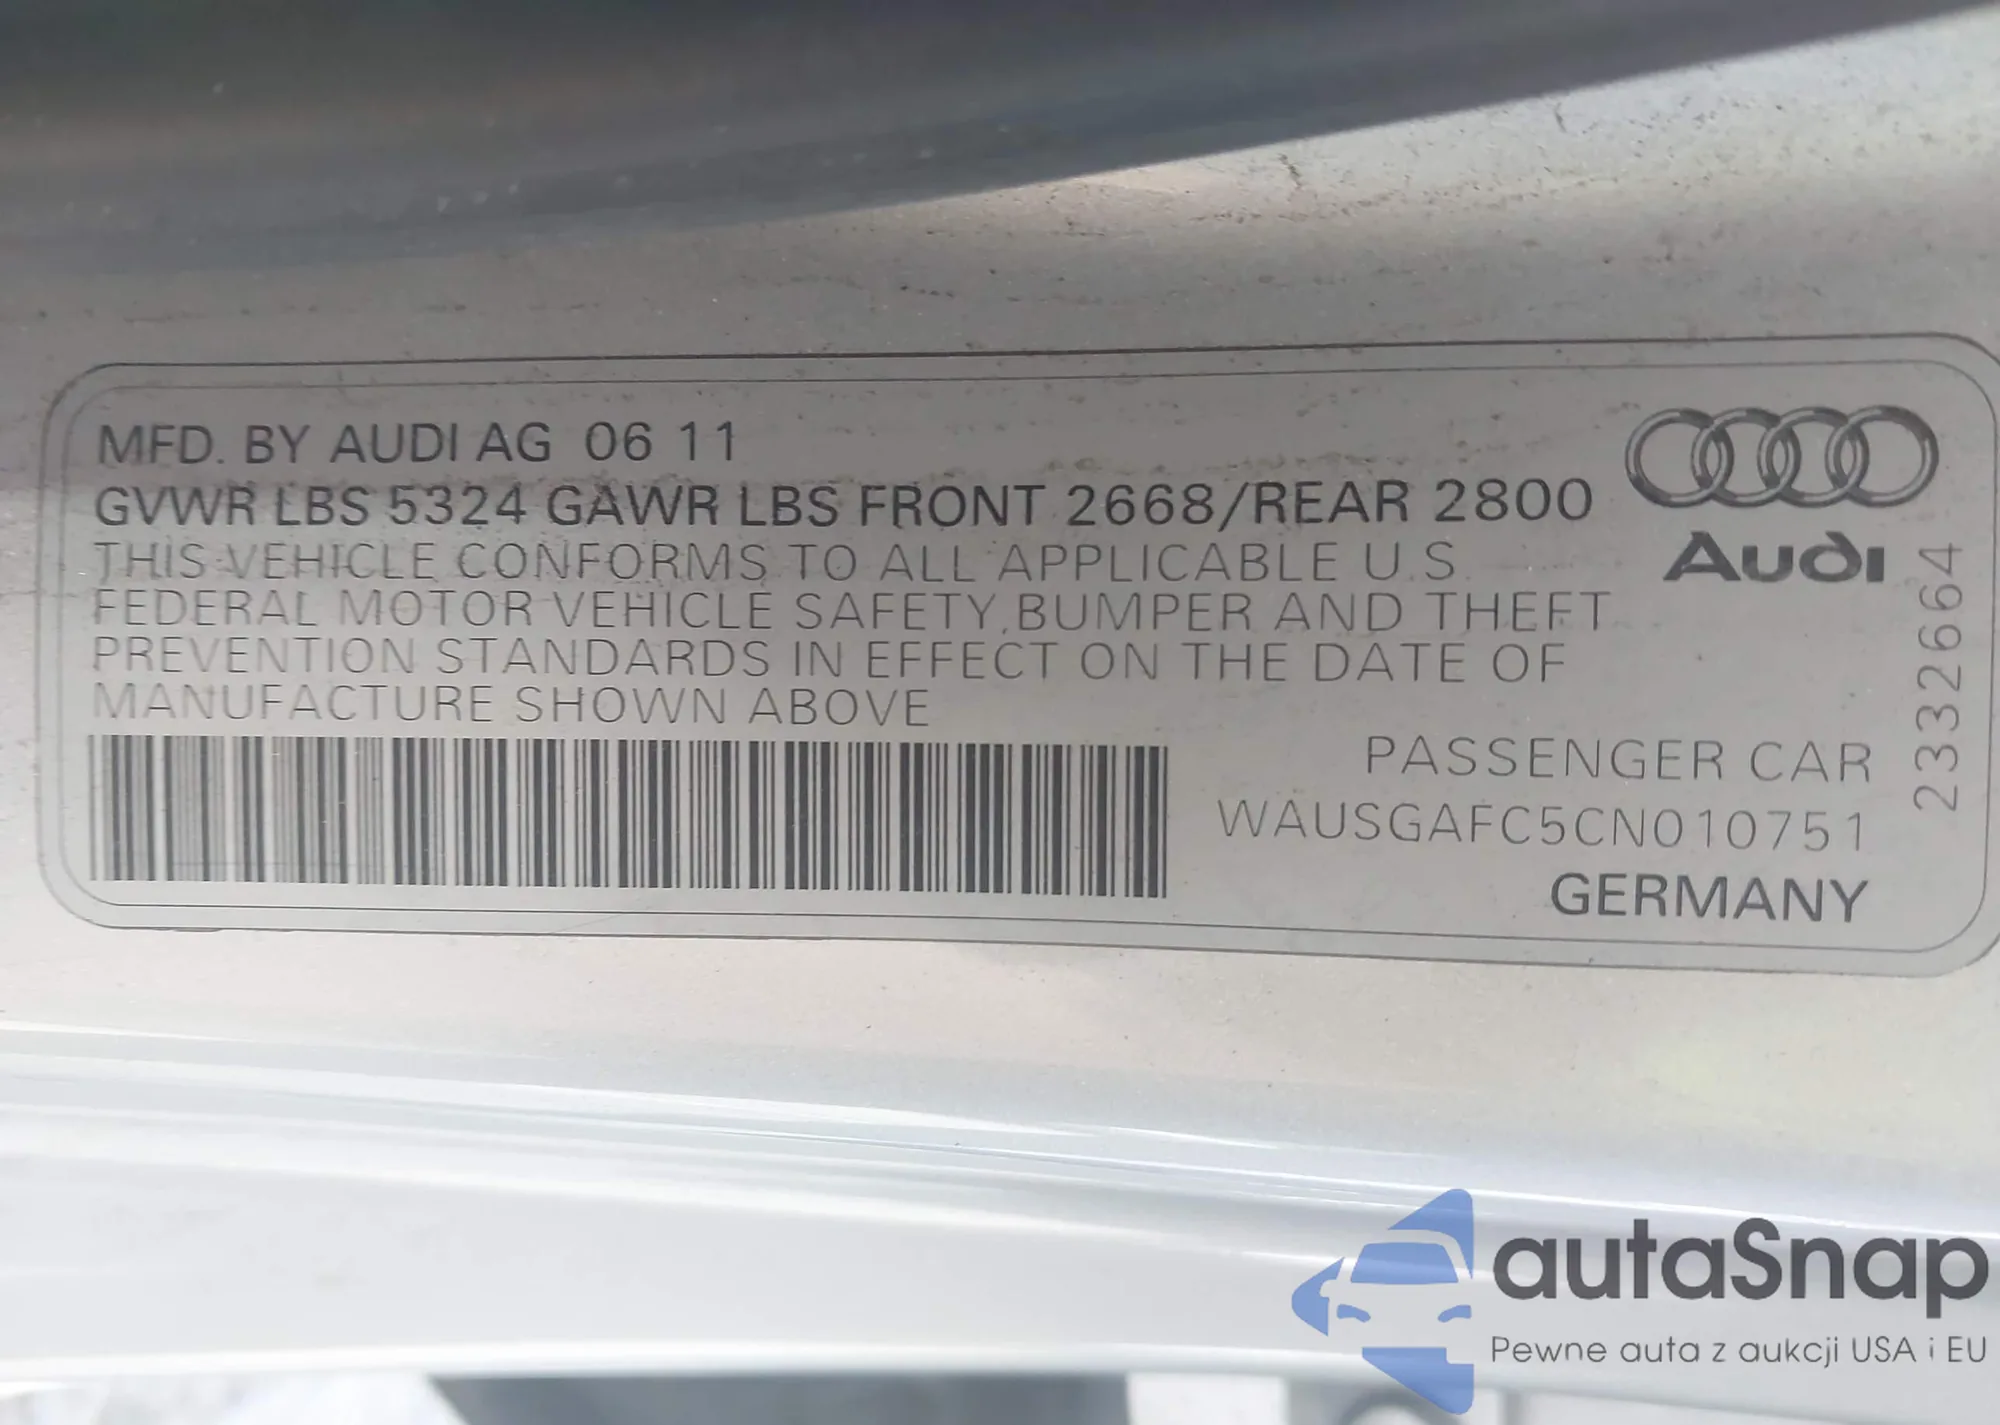 MFD. BY AUDI AG 06 11
GVWR LBS 5324 GAWR LBS FRONT 2668/REAR 2800
THIS VEHICLE CONFORMS TO ALL APPLICABLE U.S.
FEDERAL MOTOR VEHICLE SAFETY, BUMPER AND THEFT
PREVENTION STANDARDS IN EFFECT ON THE DATE OF
MANUFACTURE SHOWN ABOVE
Audi
2332664
PASSENGER CAR
WAUSGAFC5CN010751
GERMANY
autaSnap
Pewne auta z aukcji USA i EU